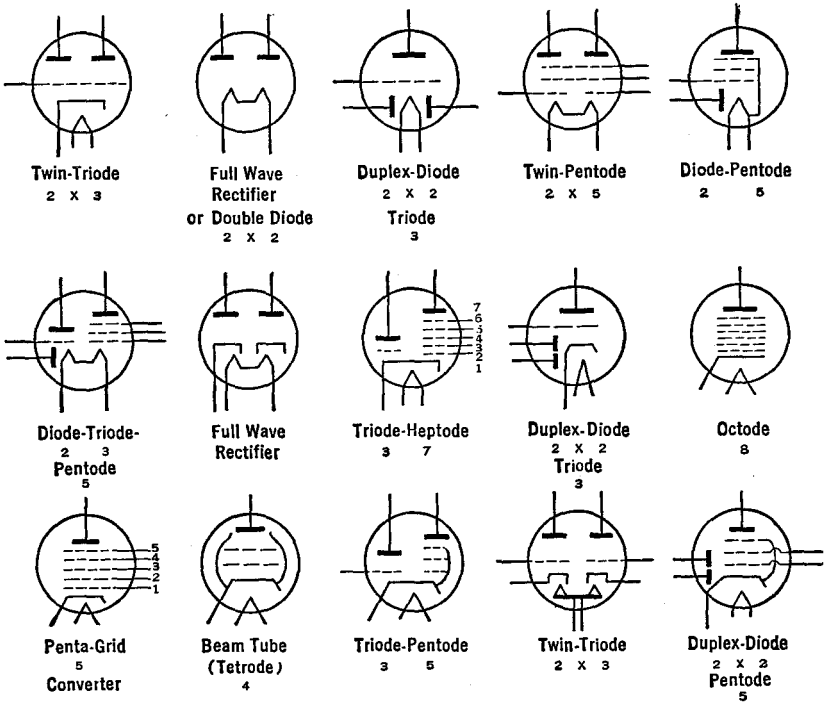 Twin-Triode
2 X 3
Full Wave
Rectifier
or Double Diode
2 X 2
Duplex-Diode
2 X 2
Triode
3
Twin-Pentode
2 X 5
Diode-Pentode
2 5
Diode-Triode-
2 3
Pentode
5
Full Wave
Rectifier
7
6
5
4
3
2
1
Triode-Heptode
3 7
Duplex-Diode
2 X 2
Triode
3
Octode
8
5
4
3
2
1
Penta-Grid
5
Converter
Beam Tube
(Tetrode)
4
Triode-Pentode
3 5
Twin-Triode
2 X 3
Duplex-Diode
2 X 2
Pentode
5